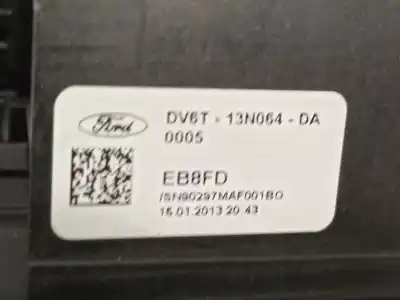 Ford
DV6T - 13N064 - DA
0005
EB8FD
/SN90297MAF001BO
15.01.2013 20:43